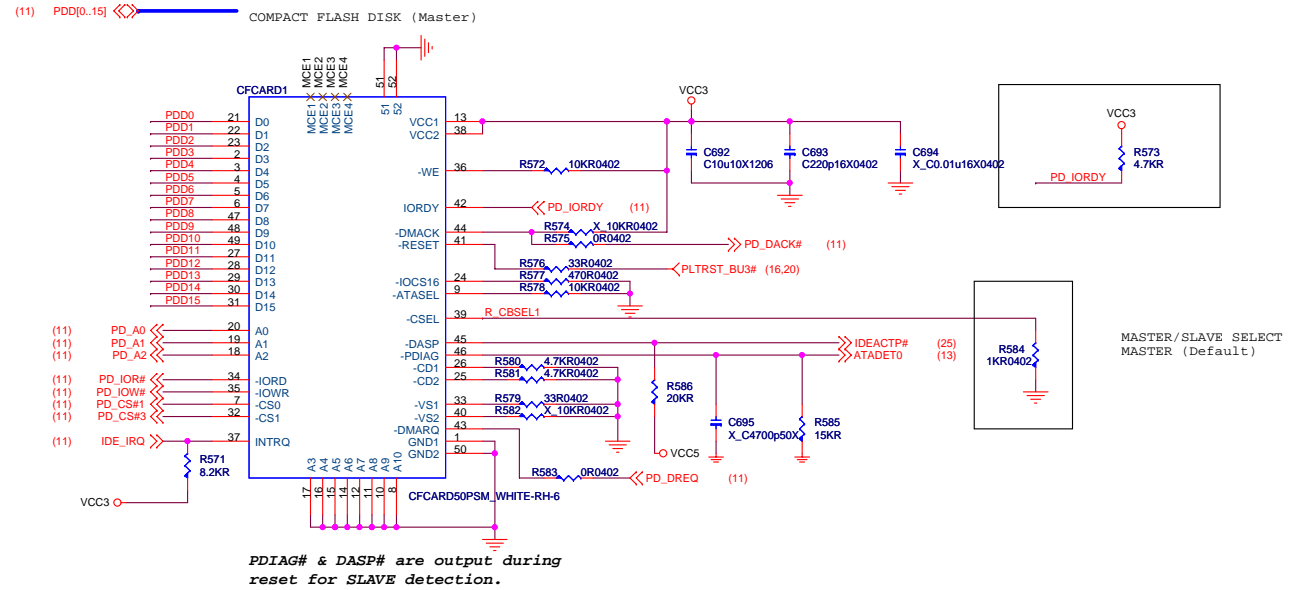 (11) PDD[0..15]
COMPACT FLASH DISK (Master)
MCE1
MCE2
MCE3
MCE4
51
52
CFCARD1
MCE1
MCE2
MCE3
MCE4
51
52
PDD0 21 D0
PDD1 22 D1
PDD2 23 D2
PDD3 2 D3
PDD4 3 D4
PDD5 4 D5
PDD6 5 D6
PDD7 6 D7
PDD8 47 D8
PDD9 48 D9
PDD10 49 D10
PDD11 27 D11
PDD12 28 D12
PDD13 29 D13
PDD14 30 D14
PDD15 31 D15
(11) PD_A0 20 A0
(11) PD_A1 19 A1
(11) PD_A2 18 A2
(11) PD_IOR# 34 -IORD
(11) PD_IOW# 35 -IOWR
(11) PD_CS#1 7 -CS0
(11) PD_CS#3 32 -CS1
(11) IDE_IRQ 37 INTRQ
R571
8.2KR
VCC3
A3
A4
A5
A6
A7
A8
A9
A10
17
16
15
14
12
11
10
8
VCC1 13
VCC2 38
-WE 36 R572 10KR0402
IORDY 42 PD_IORDY (11)
-DMACK 44 R574 X_10KR0402
-RESET 41 R575 0R0402 PD_DACK# (11)
R576 33R0402 PLTRST_BU3# (16,20)
-IOCS16 24 R577 470R0402
-ATASEL 9 R578 10KR0402
-CSEL 39 R_CBSEL1
-DASP 45 IDEACTP# (25)
-PDIAG 46 ATADET0 (13)
-CD1 26 R580 4.7KR0402
-CD2 25 R581 4.7KR0402
-VS1 33 R579 33R0402
-VS2 40 R582 X_10KR0402
-DMARQ 43
GND1 1
GND2 50
R583 0R0402 PD_DREQ (11)
CFCARD50PSM_WHITE-RH-6
VCC3
C692
C10u10X1206
C693
C220p16X0402
C694
X_C0.01u16X0402
VCC3
R573
4.7KR
PD_IORDY
R584
1KR0402
MASTER/SLAVE SELECT
MASTER (Default)
R586
20KR
VCC5
C695
X_C4700p50X
R585
15KR
PDIAG# & DASP# are output during
reset for SLAVE detection.